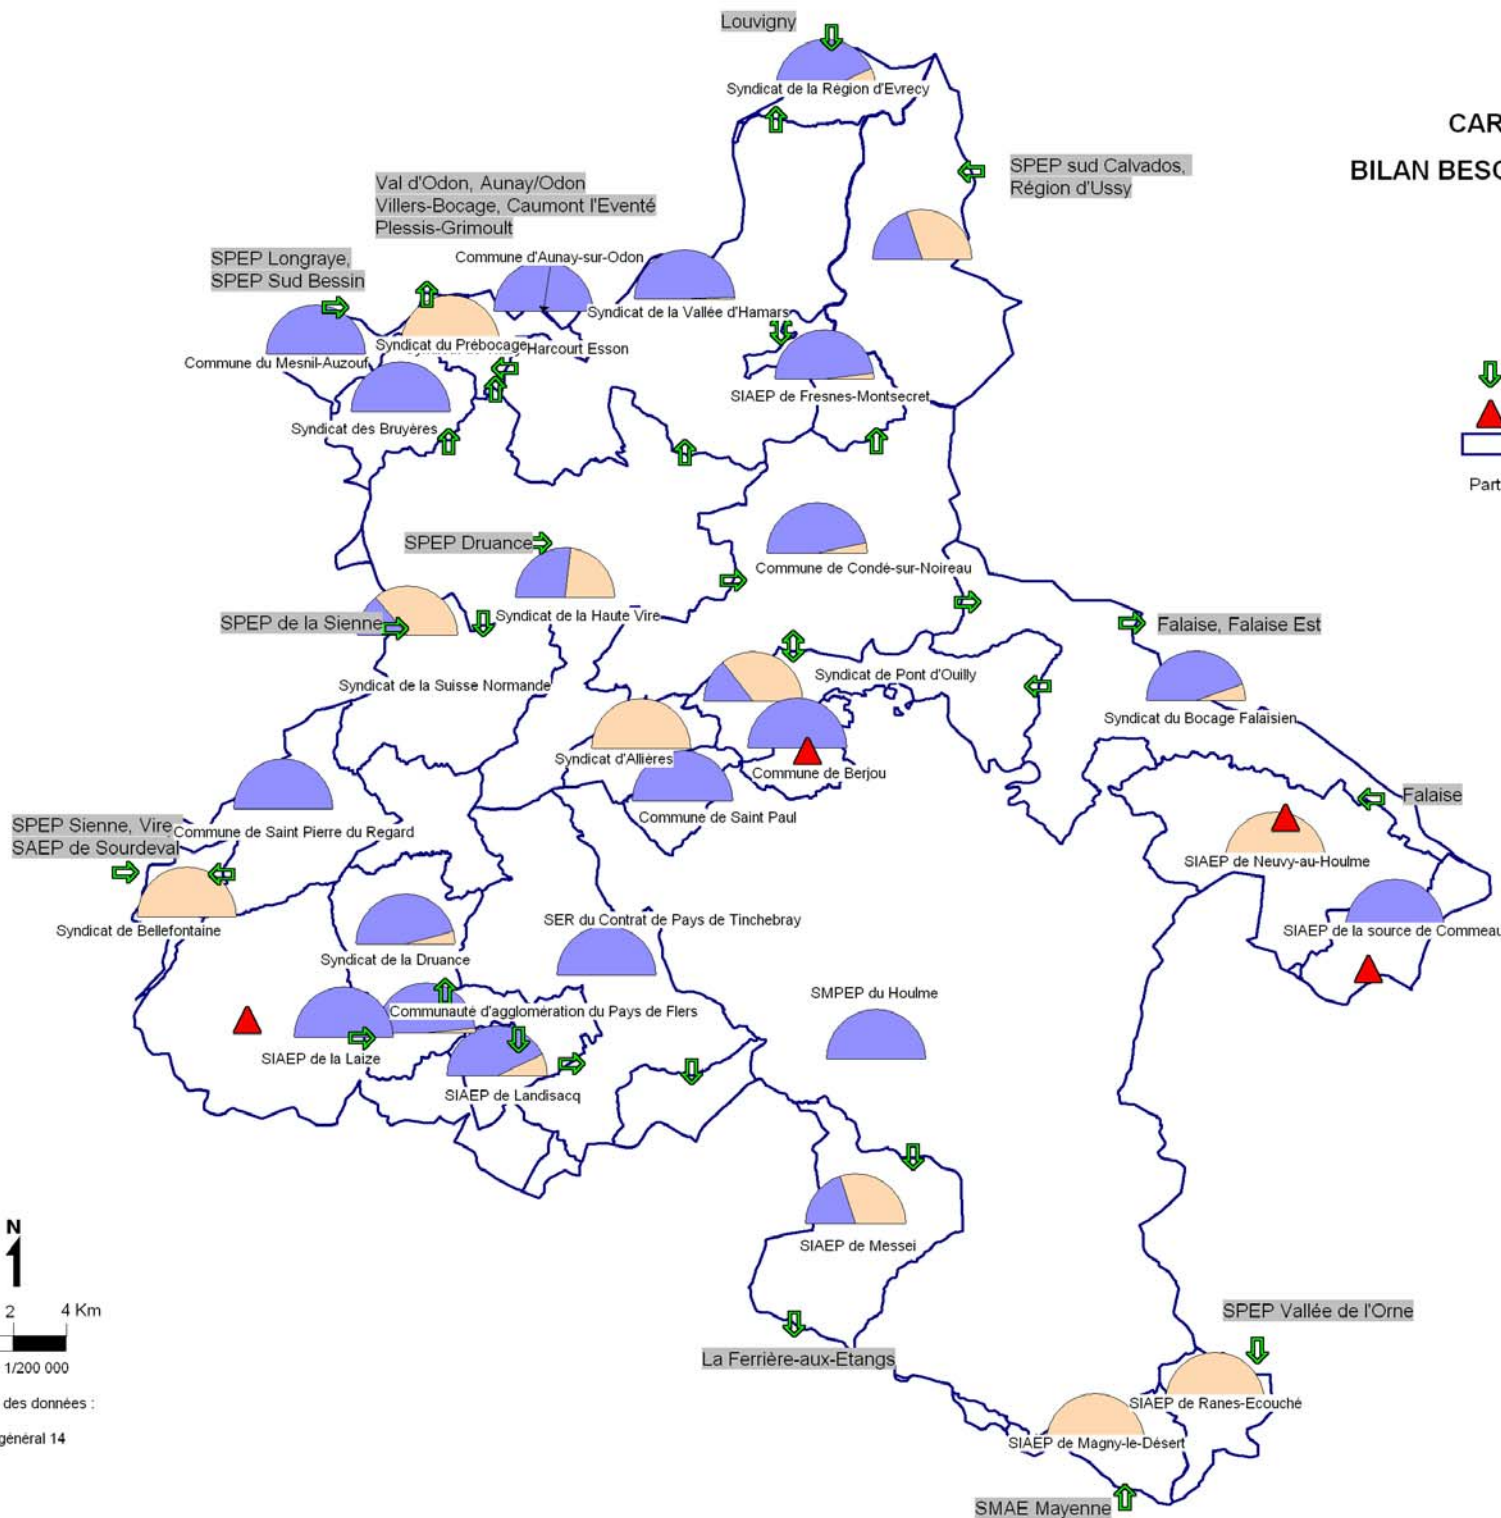 Louvigny
Syndicat de la Région d'Evrecy
CAR
BILAN BESO
SPEP sud Calvados,
Région d'Ussy
Val d'Odon, Aunay/Odon
Villers-Bocage, Caumont l'Eventé
Plessis-Grimoult
SPEP Longraye,
SPEP Sud Bessin
Commune d'Aunay-sur-Odon
Syndicat de la Vallée d'Hamars
Syndicat du Prébocage
Harcourt Esson
Commune du Mesnil-Auzouf
SIAEP de Fresnes-Montsecret
Syndicat des Bruyères
Part
SPEP Druance
Commune de Condé-sur-Noireau
Syndicat de la Haute Vire
SPEP de la Sienne
Falaise, Falaise Est
Syndicat de Pont d'Ouilly
Syndicat de la Suisse Normande
Syndicat du Bocage Falaisien
Syndicat d'Allières
Commune de Berjou
Falaise
Commune de Saint Paul
SPEP Sienne, Vire
SAEP de Sourdeval
Commune de Saint Pierre du Regard
SIAEP de Neuvy-au-Houlme
SER du Contrat de Pays de Tinchebray
Syndicat de Bellefontaine
SIAEP de la source de Commeau
Syndicat de la Druance
SMPEP du Houlme
Communauté d'agglomération du Pays de Flers
SIAEP de la Laize
SIAEP de Landisacq
N
SIAEP de Messei
2 4 Km
SPEP Vallée de l'Orne
1/200 000
La Ferrière-aux-Etangs
des données :
SIAEP de Ranes-Ecouché
général 14
SIAEP de Magny-le-Désert
SMAE Mayenne